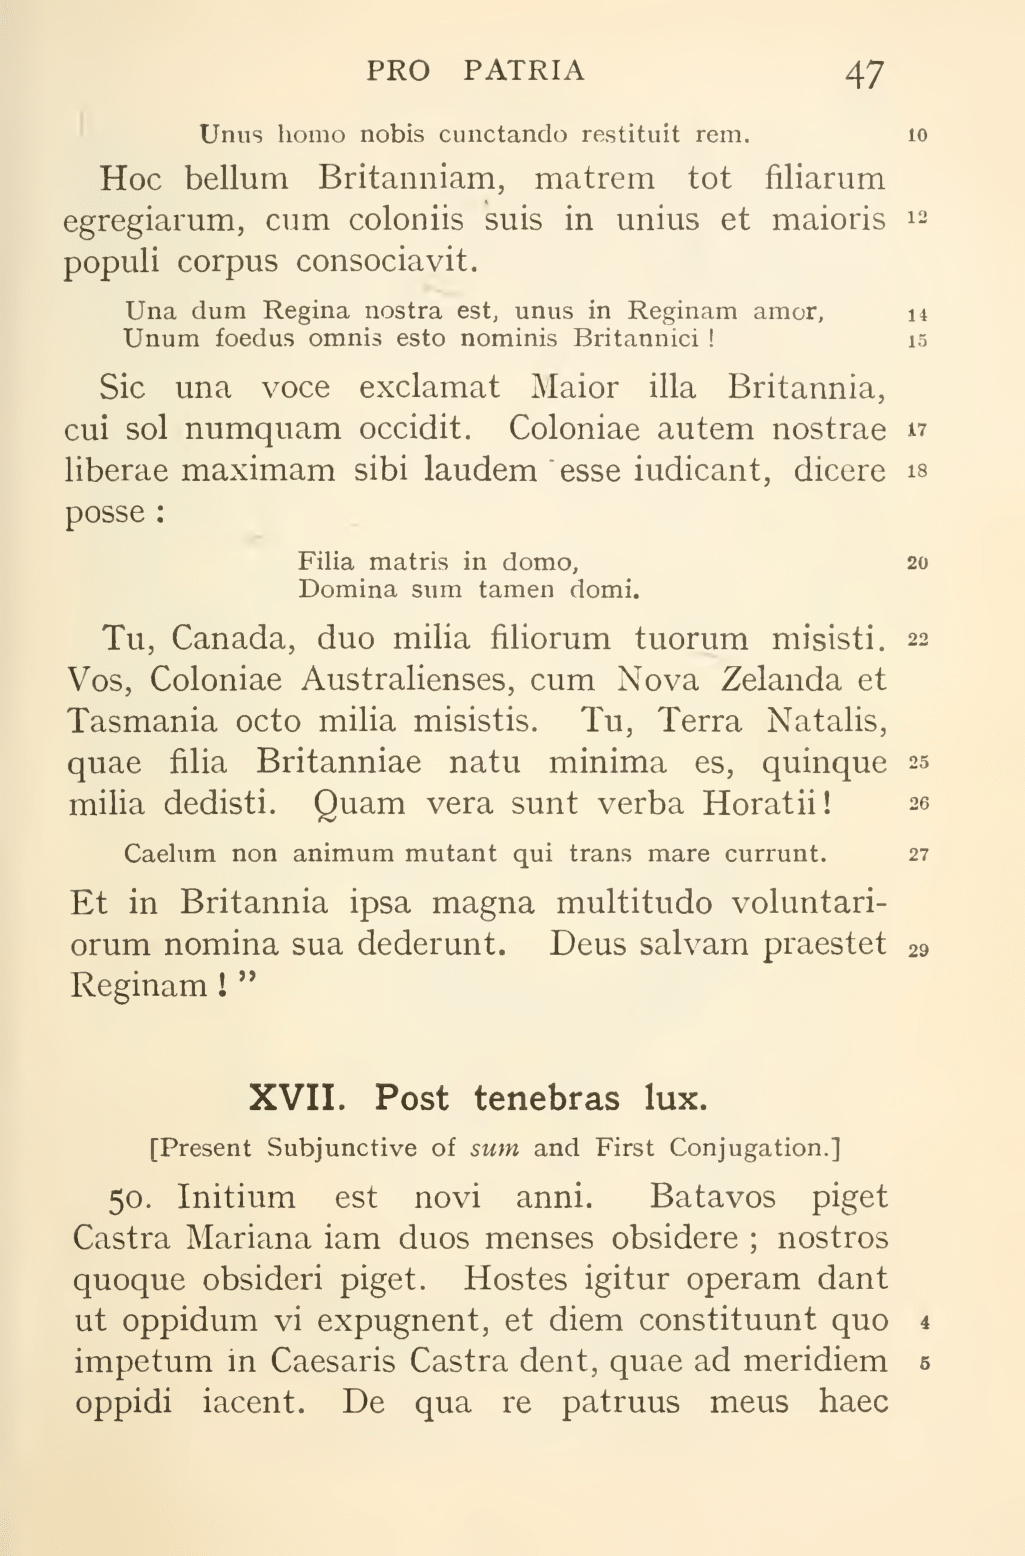 PRO PATRIA 47
Unus homo nobis cunctando restituit rem. 10
Hoc bellum Britanniam, matrem tot filiarum
egregiarum, cum coloniis suis in unius et maioris 12
populi corpus consociavit.
Una dum Regina nostra est, unus in Reginam amor, 14
Unum foedus omnis esto nominis Britannici ! 15
Sic una voce exclamat Maior illa Britannia,
cui sol numquam occidit. Coloniae autem nostrae 17
liberae maximam sibi laudem esse iudicant, dicere 18
posse :
Filia matris in domo, 20
Domina sum tamen domi.
Tu, Canada, duo milia filiorum tuorum misisti. 22
Vos, Coloniae Australienses, cum Nova Zelanda et
Tasmania octo milia misistis. Tu, Terra Natalis,
quae filia Britanniae natu minima es, quinque 25
milia dedisti. Quam vera sunt verba Horatii! 26
Caelum non animum mutant qui trans mare currunt. 27
Et in Britannia ipsa magna multitudo voluntari-
orum nomina sua dederunt. Deus salvam praestet 29
Reginam ! ”
XVII. Post tenebras lux.
[Present Subjunctive of sum and First Conjugation.]
50. Initium est novi anni. Batavos piget
Castra Mariana iam duos menses obsidere ; nostros
quoque obsideri piget. Hostes igitur operam dant
ut oppidum vi expugnent, et diem constituunt quo 4
impetum in Caesaris Castra dent, quae ad meridiem 5
oppidi iacent. De qua re patruus meus haec